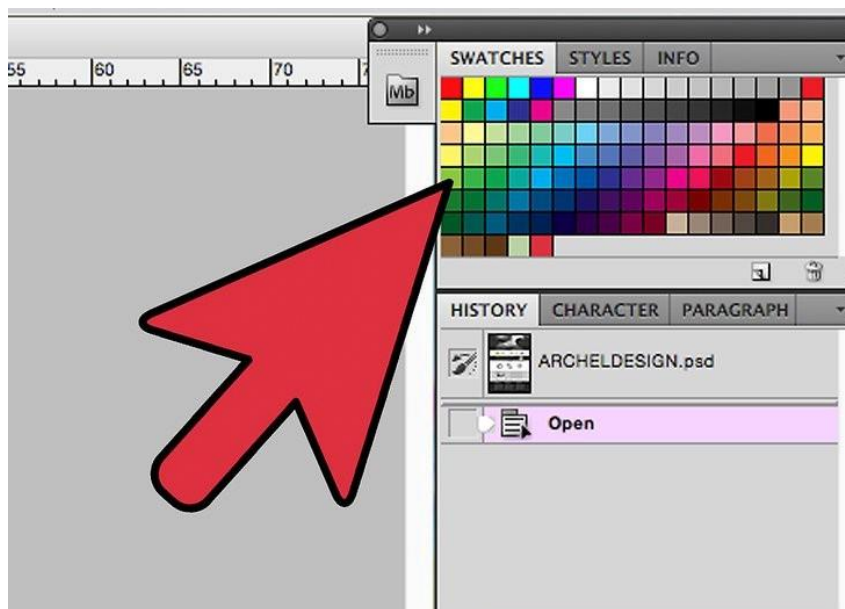 SWATCHES STYLES INFO
55 60 65 70
Mb
HISTORY CHARACTER PARAGRAPH
ARCHELDESIGN.psd
Open